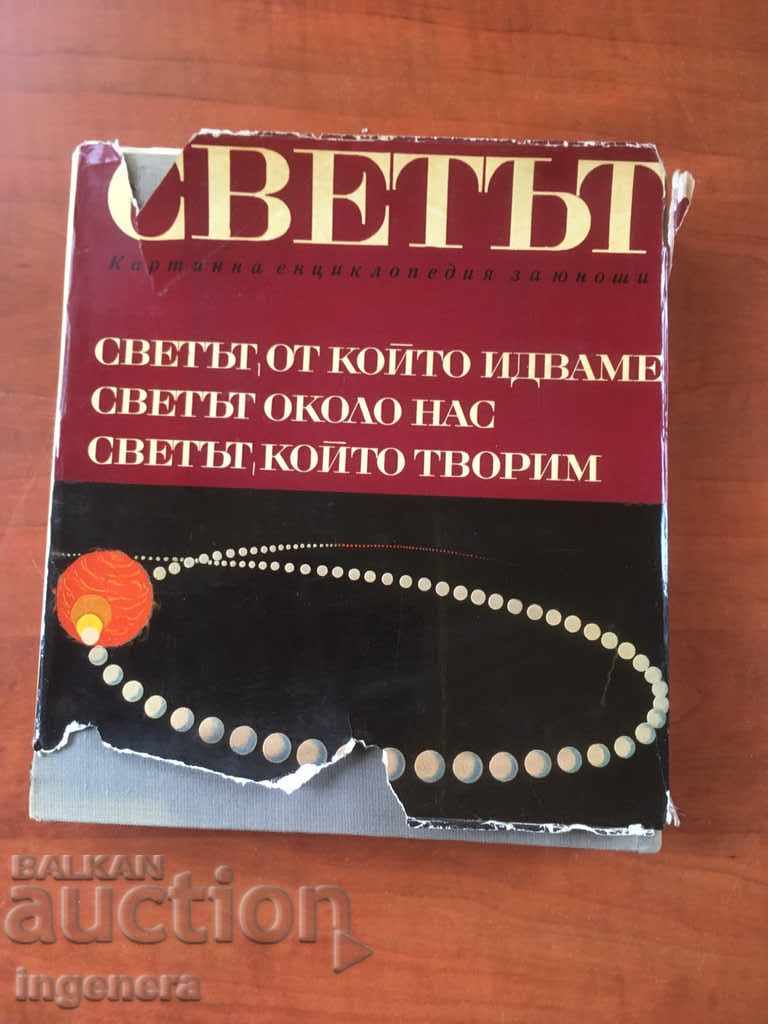 СВЕТЪТ
Картинна енциклопедия за юноши
СВЕТЪТ, ОТ КОЙТО ИДВАМЕ
СВЕТЪТ ОКОЛО НАС
СВЕТЪТ, КОЙТО ТВОРИМ
BALKAN
auction
ingenera